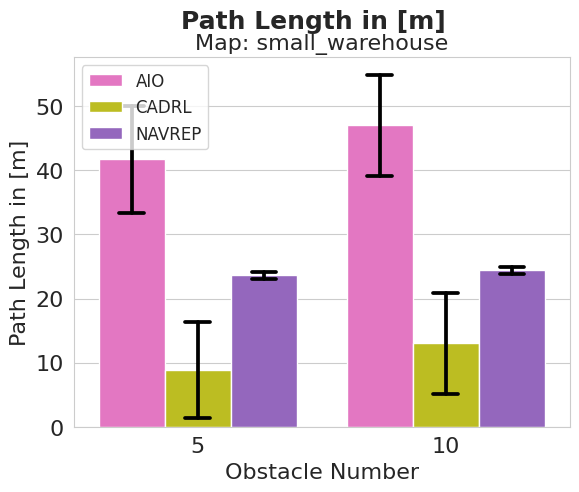 Path Length in [m]
Map: small_warehouse
AIO
CADRL
NAVREP
Path Length in [m]
50
40
30
20
10
0
5
10
Obstacle Number